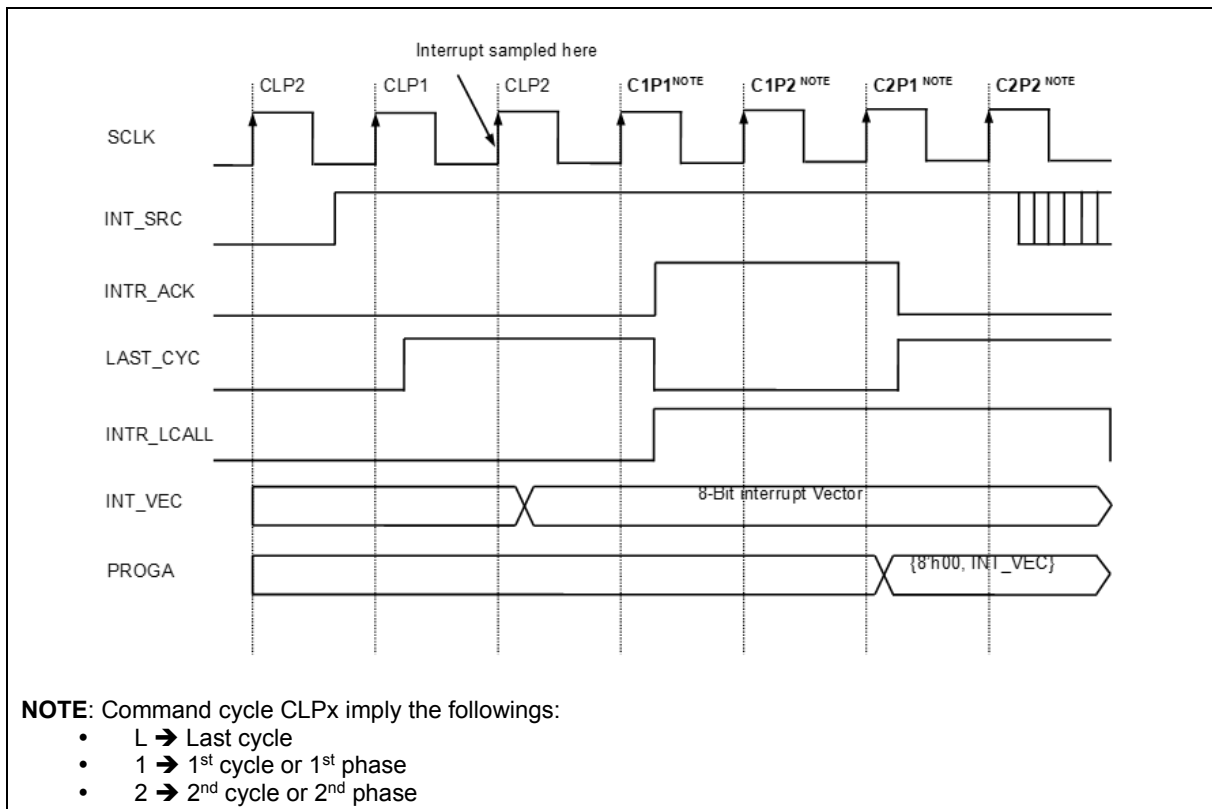 Interrupt sampled here
CLP2 CLP1 CLP2 C1P1NOTE C1P2 NOTE C2P1 NOTE C2P2 NOTE
SCLK
INT_SRC
INTR_ACK
LAST_CYC
INTR_LCALL
INT_VEC 8-Bit interrupt Vector
PROGA {8'h00, INT_VEC}
NOTE: Command cycle CLPx imply the followings:
• L ➔ Last cycle
• 1 ➔ 1st cycle or 1st phase
• 2 ➔ 2nd cycle or 2nd phase